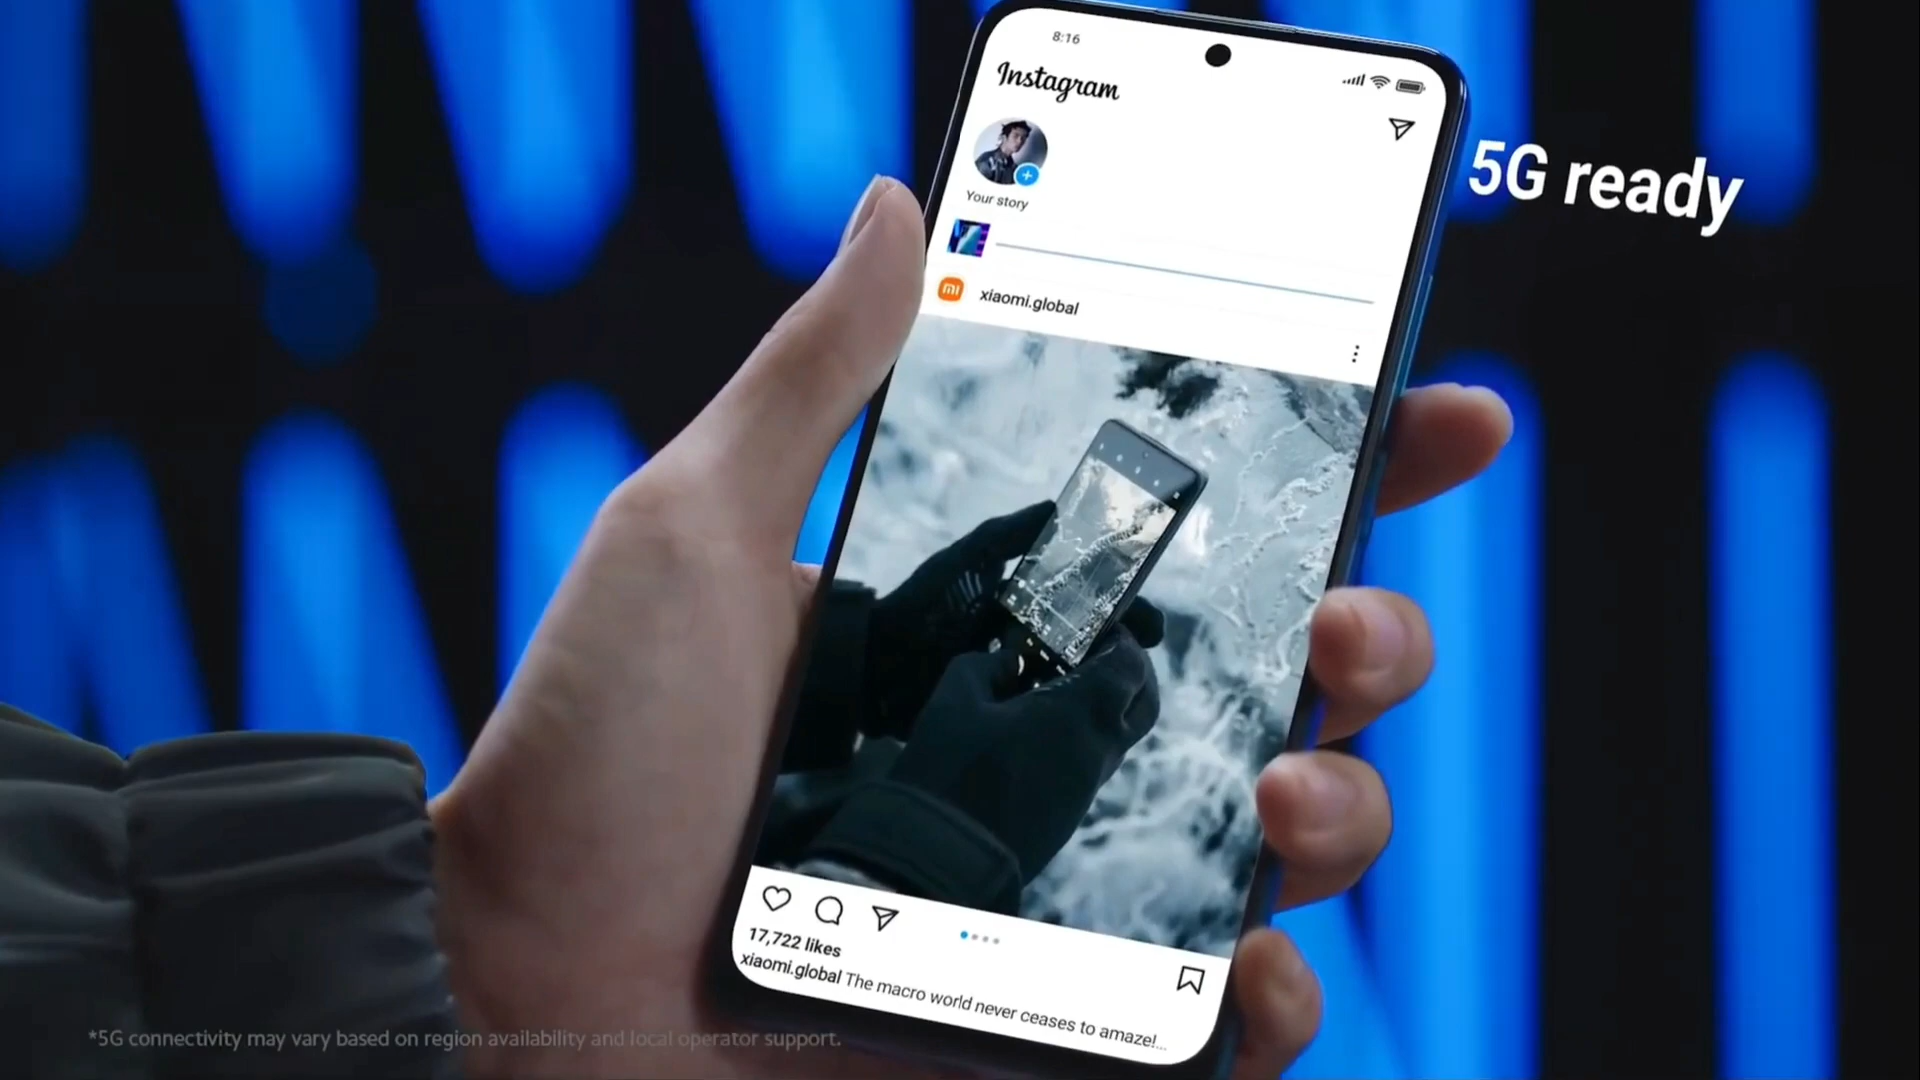 8:16
Instagram
5G ready
Your story
mi
xiaomi.global
17,722 likes
xiaomi.global The macro world never ceases to amaze!...
*5G connectivity may vary based on region availability and local operator support.